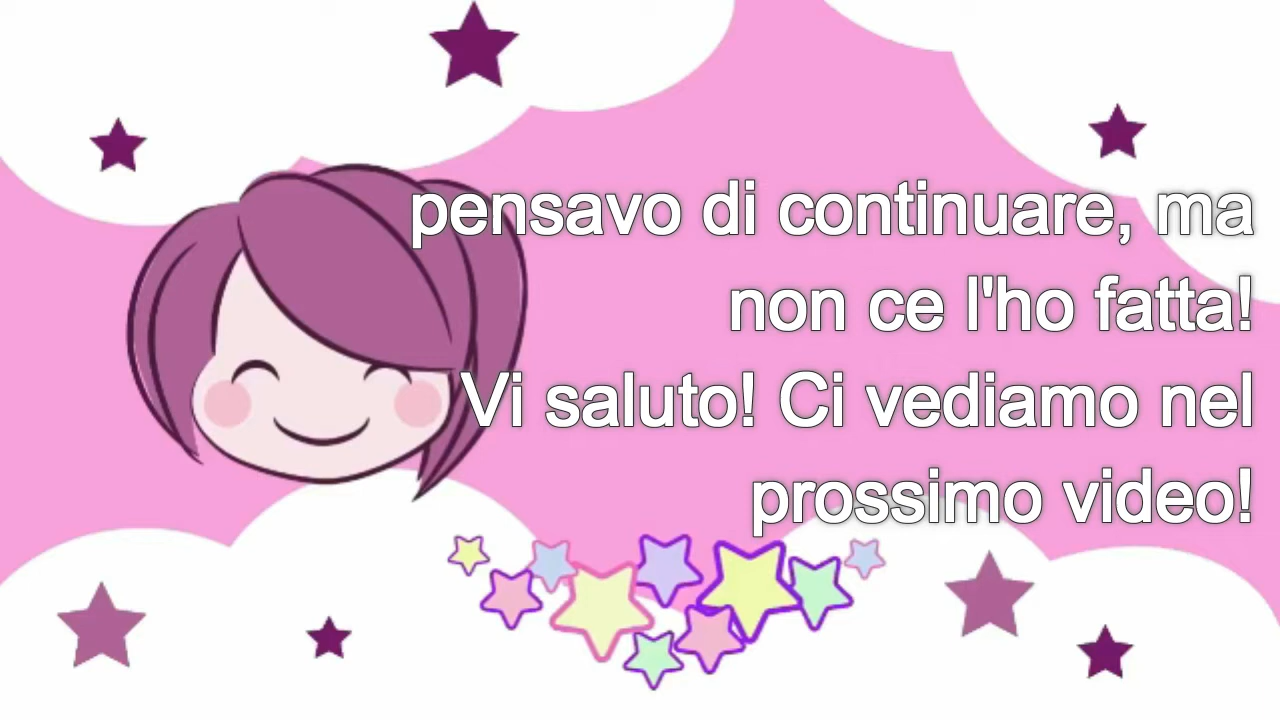 pensavo di continuare, ma
non ce l'ho fatta!
Vi saluto! Ci vediamo nel
prossimo video!